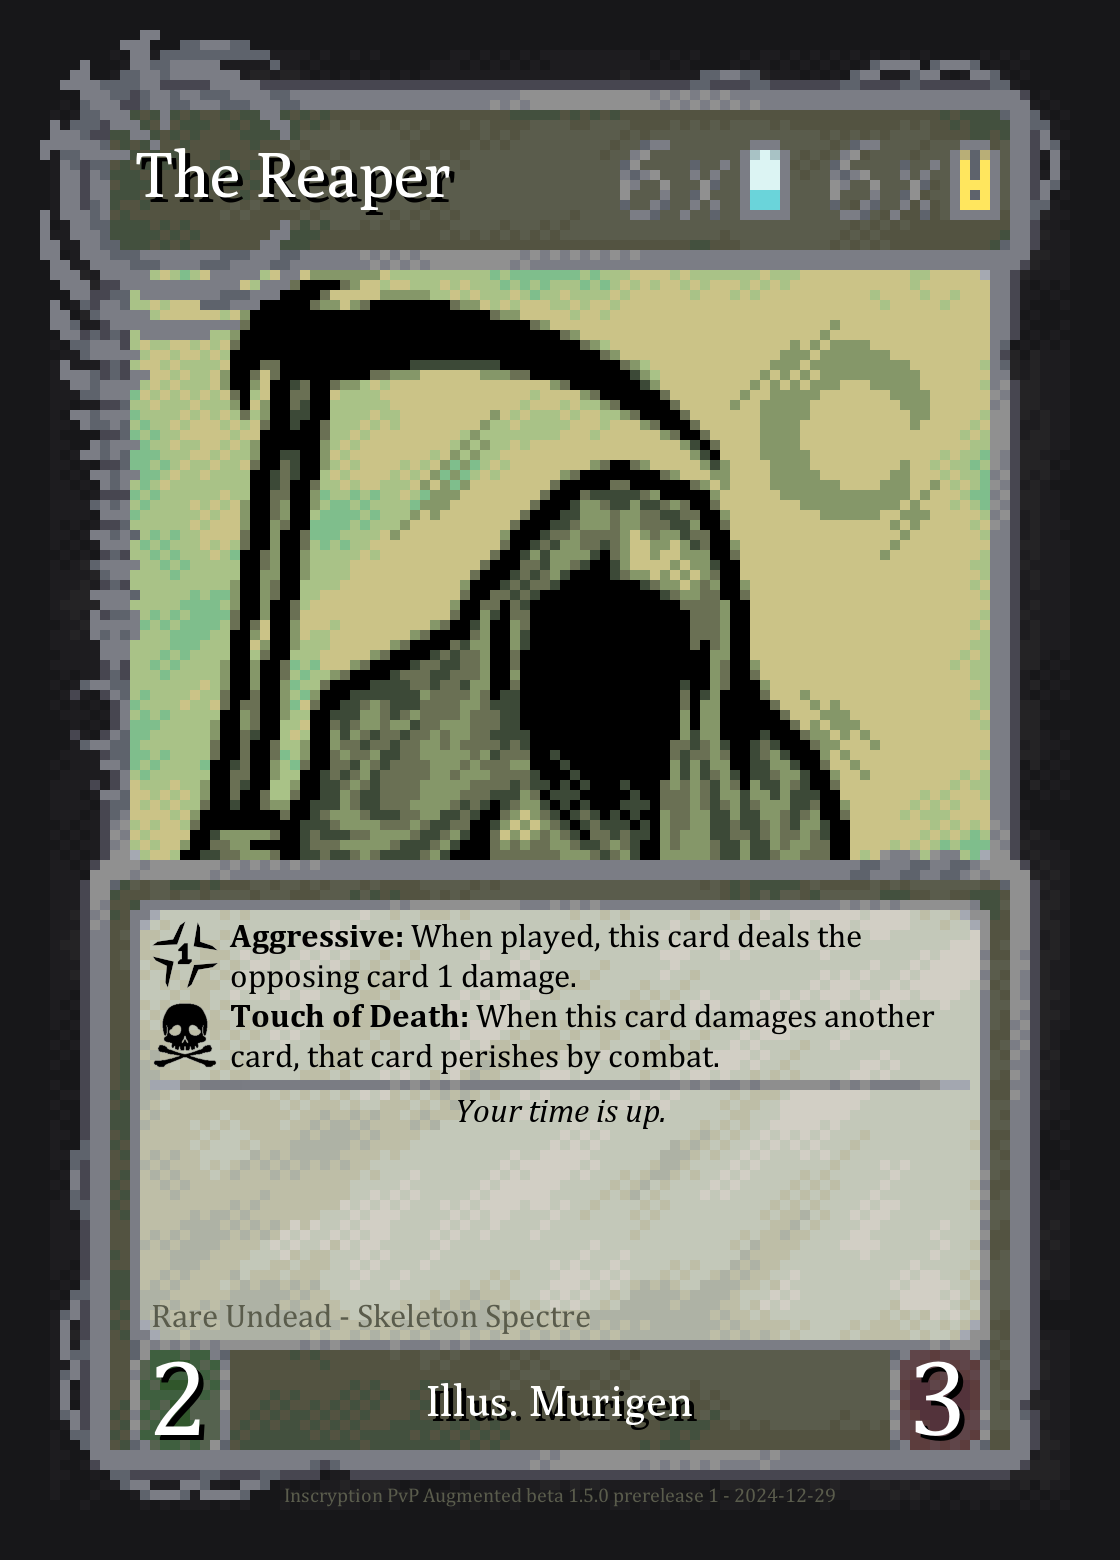 The Reaper 6x 6x
1 Aggressive: When played, this card deals the
opposing card 1 damage.
Touch of Death: When this card damages another
card, that card perishes by combat.
Your time is up.
Rare Undead - Skeleton Spectre
2 Illus. Murigen 3
Inscryption PvP Augmented beta 1.5.0 prerelease 1 - 2024-12-29